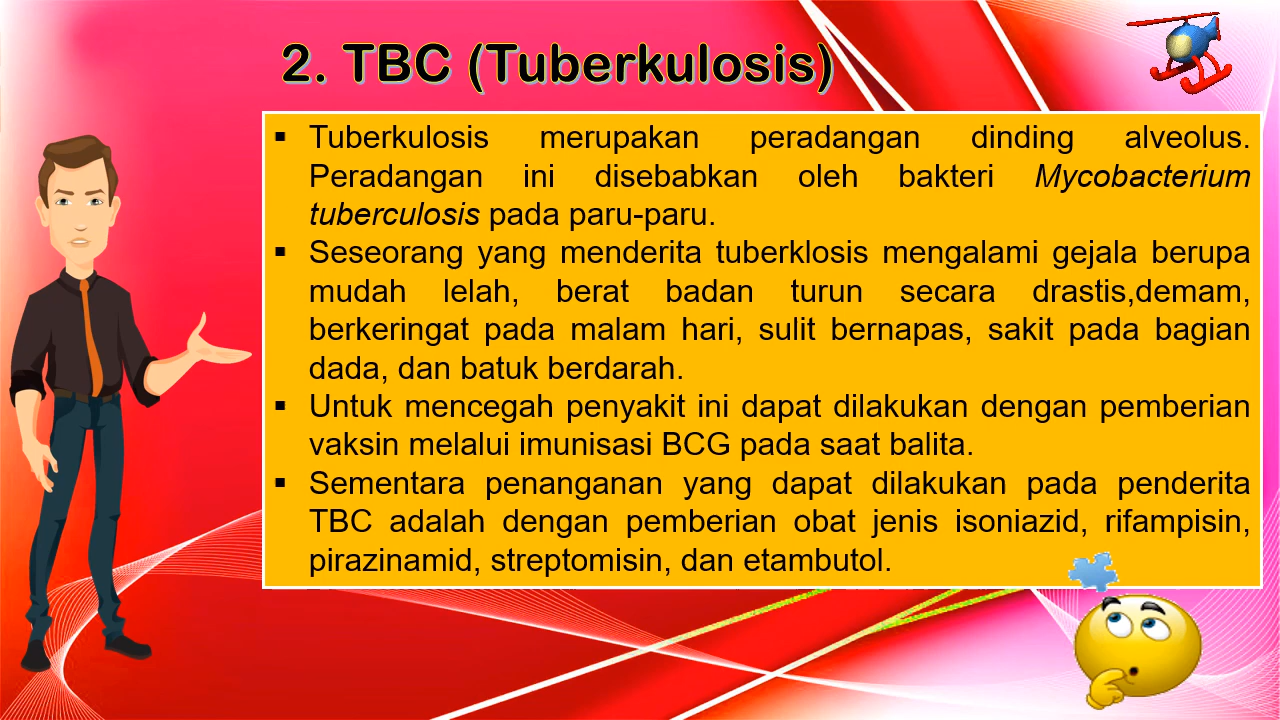 2. TBC (Tuberkulosis)
▪ Tuberkulosis merupakan peradangan dinding alveolus.
Peradangan ini disebabkan oleh bakteri Mycobacterium
tuberculosis pada paru-paru.
▪ Seseorang yang menderita tuberklosis mengalami gejala berupa
mudah lelah, berat badan turun secara drastis,demam,
berkeringat pada malam hari, sulit bernapas, sakit pada bagian
dada, dan batuk berdarah.
▪ Untuk mencegah penyakit ini dapat dilakukan dengan pemberian
vaksin melalui imunisasi BCG pada saat balita.
▪ Sementara penanganan yang dapat dilakukan pada penderita
TBC adalah dengan pemberian obat jenis isoniazid, rifampisin,
pirazinamid, streptomisin, dan etambutol.